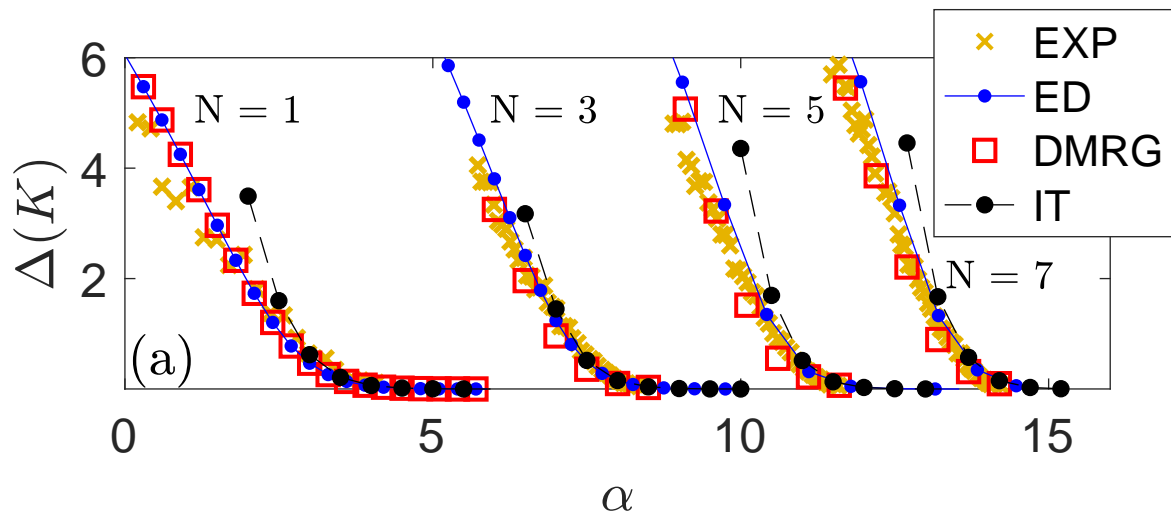 6
4
2
Δ(K)
(a)
N = 1
N = 3
N = 5
N = 7
EXP
ED
DMRG
IT
0
5
10
15
α